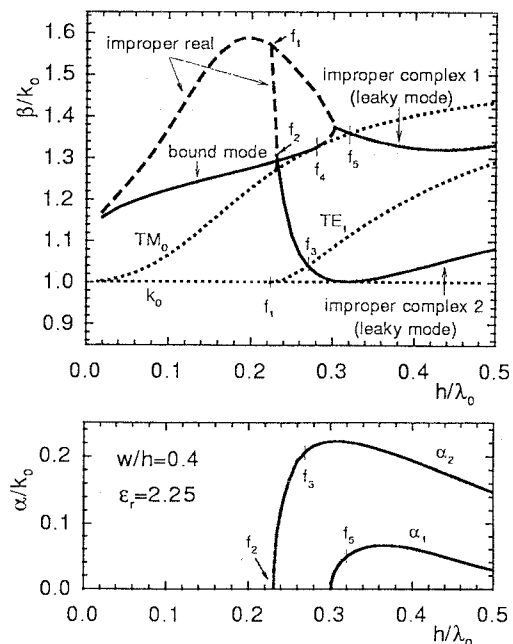 1.6
1.5
1.4
1.3
1.2
1.1
1.0
0.9
β/k₀
improper real
f₁
improper complex 1
(leaky mode)
bound mode
f₂
f₄
f₅
TM₀
TE₁
f₃
k₀
f₁
improper complex 2
(leaky mode)
0.0 0.1 0.2 0.3 0.4 0.5
h/λ₀
α/k₀
0.2
0.1
0.0
w/h=0.4
εᵣ=2.25
f₂
f₃
f₅
α₂
α₁
0.0 0.1 0.2 0.3 0.4 0.5
h/λ₀